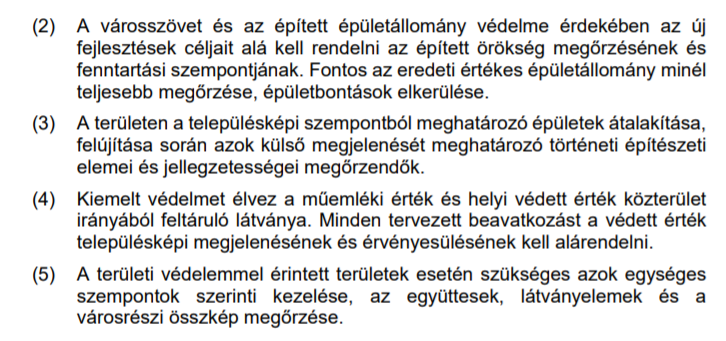 (2) A városszövet és az épített épületállomány védelme érdekében az új
fejlesztések céljait alá kell rendelni az épített örökség megőrzésének és
fenntartási szempontjának. Fontos az eredeti értékes épületállomány minél
teljesebb megőrzése, épületbontások elkerülése.
(3) A területen a településképi szempontból meghatározó épületek átalakítása,
felújítása során azok külső megjelenését meghatározó történeti építészeti
elemei és jellegzetességei megőrzendők.
(4) Kiemelt védelmet élvez a műemléki érték és helyi védett érték közterület
irányából feltáruló látványa. Minden tervezett beavatkozást a védett érték
településképi megjelenésének és érvényesülésének kell alárendelni.
(5) A területi védelemmel érintett területek esetén szükséges azok egységes
szempontok szerinti kezelése, az együttesek, látványelemek és a
városrészi összkép megőrzése.